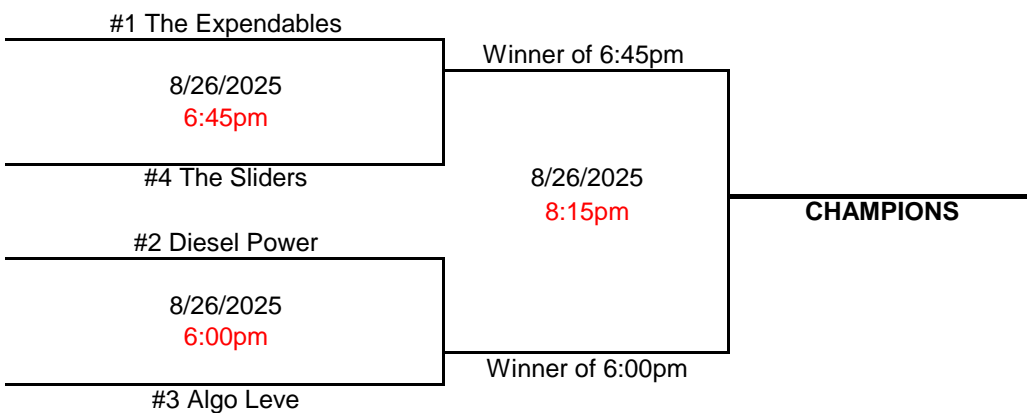 #1 The Expendables
Winner of 6:45pm
8/26/2025
6:45pm
#4 The Sliders
8/26/2025
8:15pm
CHAMPIONS
#2 Diesel Power
8/26/2025
6:00pm
Winner of 6:00pm
#3 Algo Leve